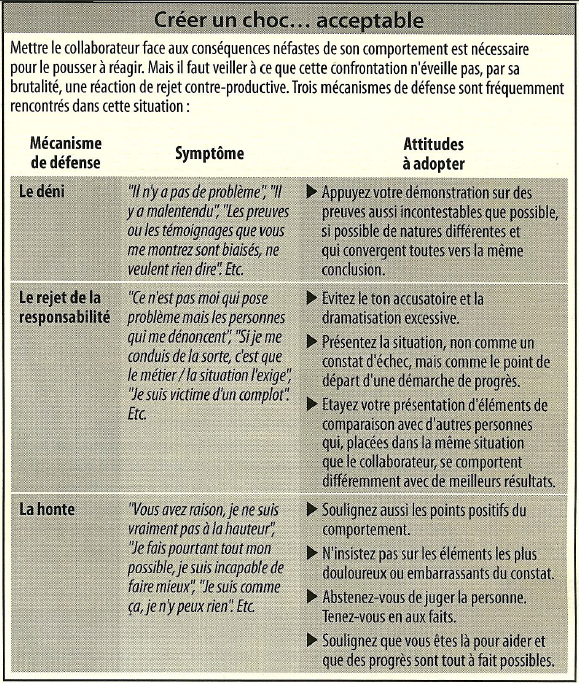 Créer un choc... acceptable
Mettre le collaborateur face aux conséquences néfastes de son comportement est nécessaire
pour le pousser à réagir. Mais il faut veiller à ce que cette confrontation n'éveille pas, par sa
brutalité, une réaction de rejet contre-productive. Trois mécanismes de défense sont fréquemment
rencontrés dans cette situation :
Mécanisme
de défense
Symptôme
Attitudes
à adopter
Le déni
"Il n'y a pas de problème", "Il
y a malentendu", "Les preuves
ou les témoignages que vous
me montrez sont biaisés, ne
veulent rien dire". Etc.
▶ Appuyez votre démonstration sur des
preuves aussi incontestables que possible,
si possible de natures différentes et
qui convergent toutes vers la même
conclusion.
Le rejet de la
responsabilité
"Ce n'est pas moi qui pose
problème mais les personnes
qui me dénoncent", "Si je me
conduis de la sorte, c'est que
le métier / la situation l'exige",
"Je suis victime d'un complot".
Etc.
▶ Evitez le ton accusatoire et la
dramatisation excessive.
▶ Présentez la situation, non comme un
constat d'échec, mais comme le point de
départ d'une démarche de progrès.
▶ Etayez votre présentation d'éléments de
comparaison avec d'autres personnes
qui, placées dans la même situation
que le collaborateur, se comportent
différemment avec de meilleurs résultats.
La honte
"Vous avez raison, je ne suis
vraiment pas à la hauteur",
"Je fais pourtant tout mon
possible, je suis incapable de
faire mieux", "Je suis comme
ça, je n'y peux rien". Etc.
▶ Soulignez aussi les points positifs du
comportement.
▶ N'insistez pas sur les éléments les plus
douloureux ou embarrassants du constat.
▶ Abstenez-vous de juger la personne.
Tenez-vous en aux faits.
▶ Soulignez que vous êtes là pour aider et
que des progrès sont tout à fait possibles.